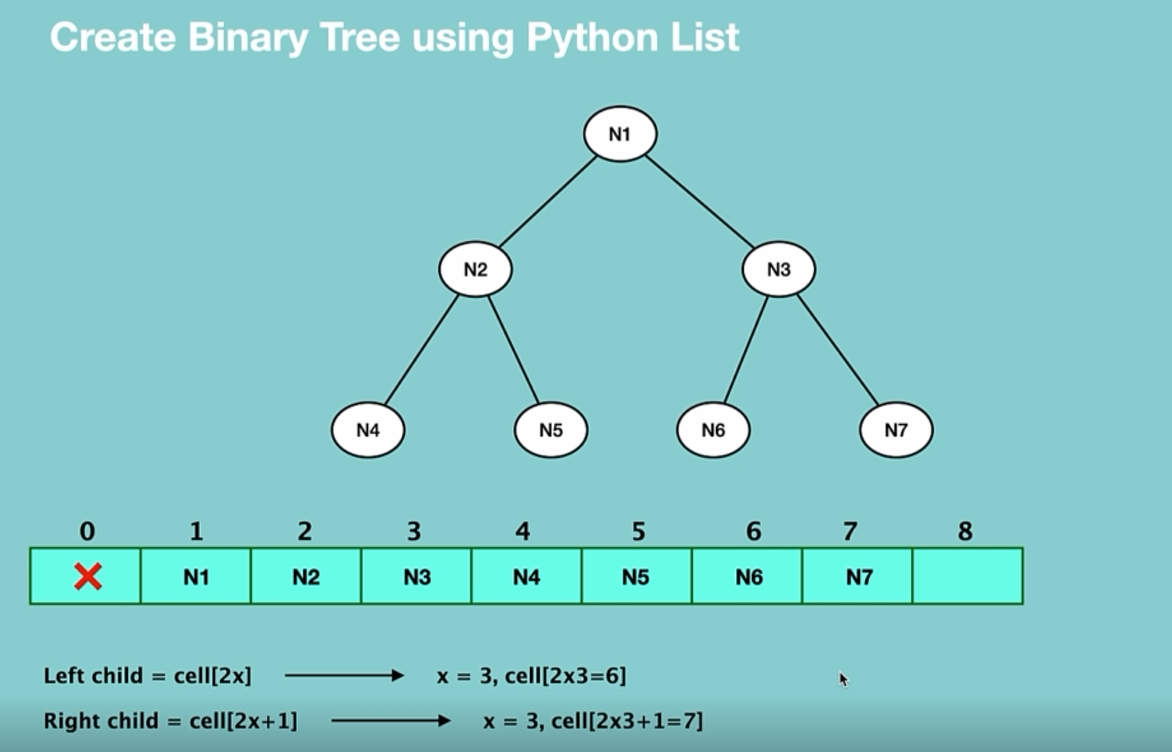 Create Binary Tree using Python List
N1
N2 N3
N4 N5 N6 N7
0 1 2 3 4 5 6 7 8
N1 N2 N3 N4 N5 N6 N7
Left child = cell[2x] x = 3, cell[2x3=6]
Right child = cell[2x+1] x = 3, cell[2x3+1=7]